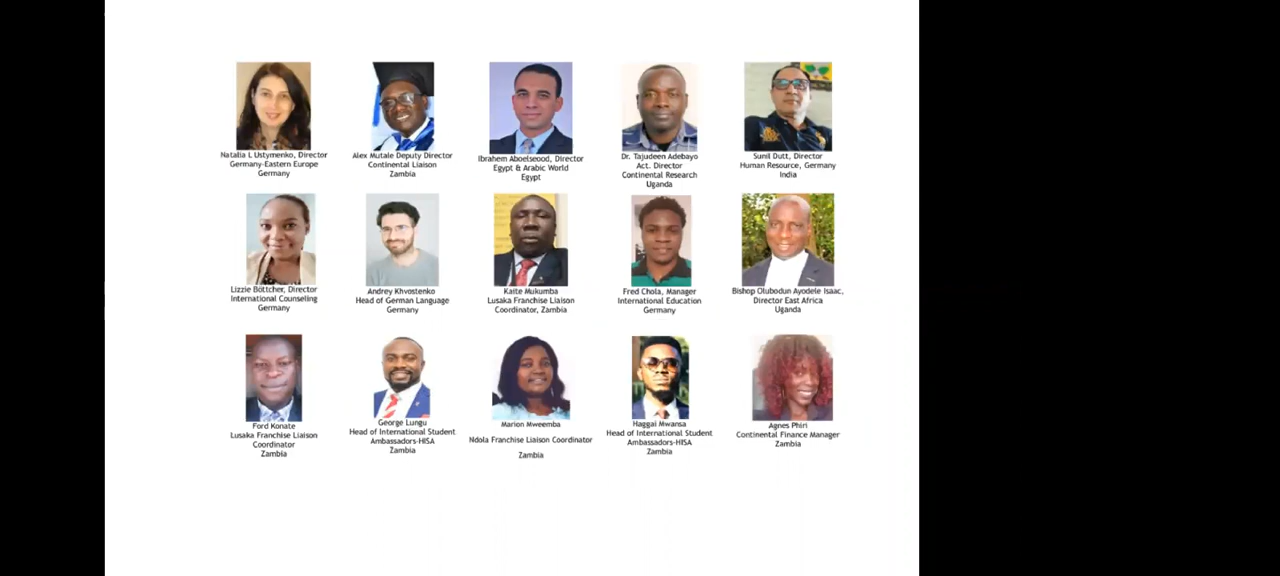 Natalia L Ustymenko, Director
Germany-Eastern Europe
Germany
Alex Mutale Deputy Director
Continental Liaison
Zambia
Ibrahem Aboelseood, Director
Egypt & Arabic World
Egypt
Dr. Tajudeen Adebayo
Act. Director
Continental Research
Uganda
Sunil Dutt, Director
Human Resource, Germany
India
Lizzie Böttcher, Director
International Counseling
Germany
Andrey Khvostenko
Head of German Language
Germany
Kaite Mukumba
Lusaka Franchise Liaison
Coordinator, Zambia
Fred Chola, Manager
International Education
Germany
Bishop Olubodun Ayodele Isaac,
Director East Africa
Uganda
Ford Konate
Lusaka Franchise Liaison
Coordinator
Zambia
George Lungu
Head of International Student
Ambassadors-HISA
Zambia
Marion Mweemba
Ndola Franchise Liaison Coordinator
Zambia
Haggai Mwansa
Head of International Student
Ambassadors-HISA
Zambia
Agnes Phiri
Continental Finance Manager
Zambia